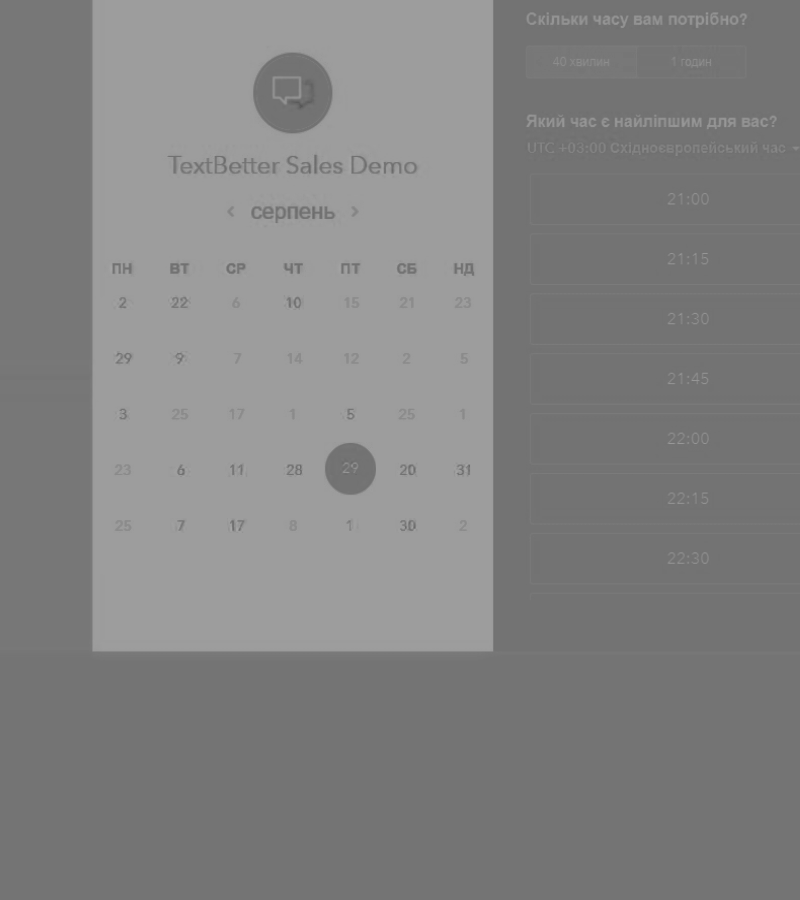 TextBetter Sales Demo
‹ серпень ›
ПН ВТ СР ЧТ ПТ СБ НД
2 22 6 10 15 21 23
29 9 7 14 12 2 5
3 25 17 1 5 25 1
23 6 11 28 29 20 31
25 7 17 8 1 30 2
Скільки часу вам потрібно?
40 хвилин 1 годин
Який час є найліпшим для вас?
UTC +03:00 Східноєвропейський час
21:00
21:15
21:30
21:45
22:00
22:15
22:30